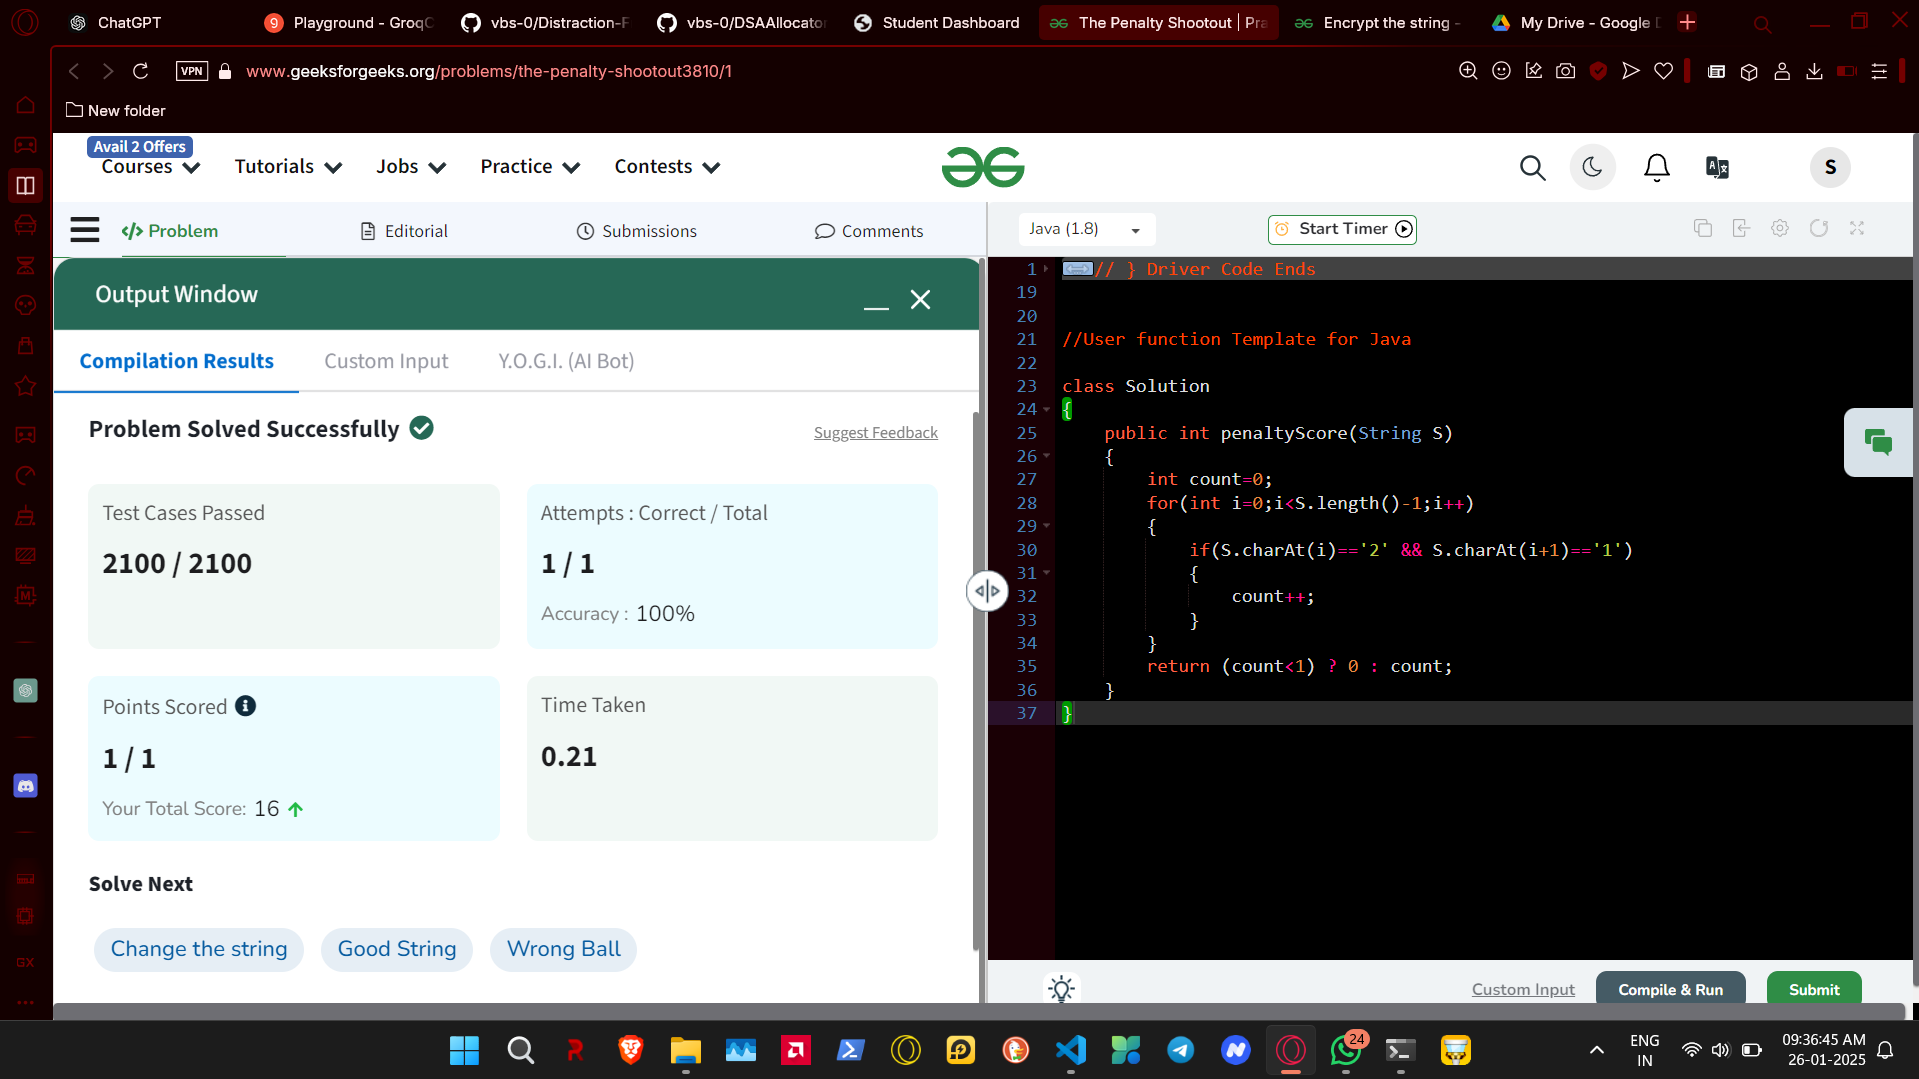 ChatGPT
9 Playground - GroqC
vbs-0/Distraction-F
vbs-0/DSAAllocator
Student Dashboard
The Penalty Shootout | Pra
Encrypt the string -
My Drive - Google D
VPN
www.geeksforgeeks.org/problems/the-penalty-shootout3810/1
New folder
Avail 2 Offers
Courses
Tutorials
Jobs
Practice
Contests
S
</> Problem
Editorial
Submissions
Comments
Java (1.8)
Start Timer
Output Window
Compilation Results
Custom Input
Y.O.G.I. (AI Bot)
Problem Solved Successfully
Suggest Feedback
Test Cases Passed
2100 / 2100
Attempts : Correct / Total
1 / 1
Accuracy : 100%
Points Scored
1 / 1
Your Total Score: 16
Time Taken
0.21
Solve Next
Change the string
Good String
Wrong Ball
1 // } Driver Code Ends
19
20
21 //User function Template for Java
22
23 class Solution
24 {
25 public int penaltyScore(String S)
26 {
27 int count=0;
28 for(int i=0;i<S.length()-1;i++)
29 {
30 if(S.charAt(i)=='2' && S.charAt(i+1)=='1')
31 {
32 count++;
33 }
34 }
35 return (count<1) ? 0 : count;
36 }
37 }
Custom Input
Compile & Run
Submit
GX
24
ENG
IN
09:36:45 AM
26-01-2025